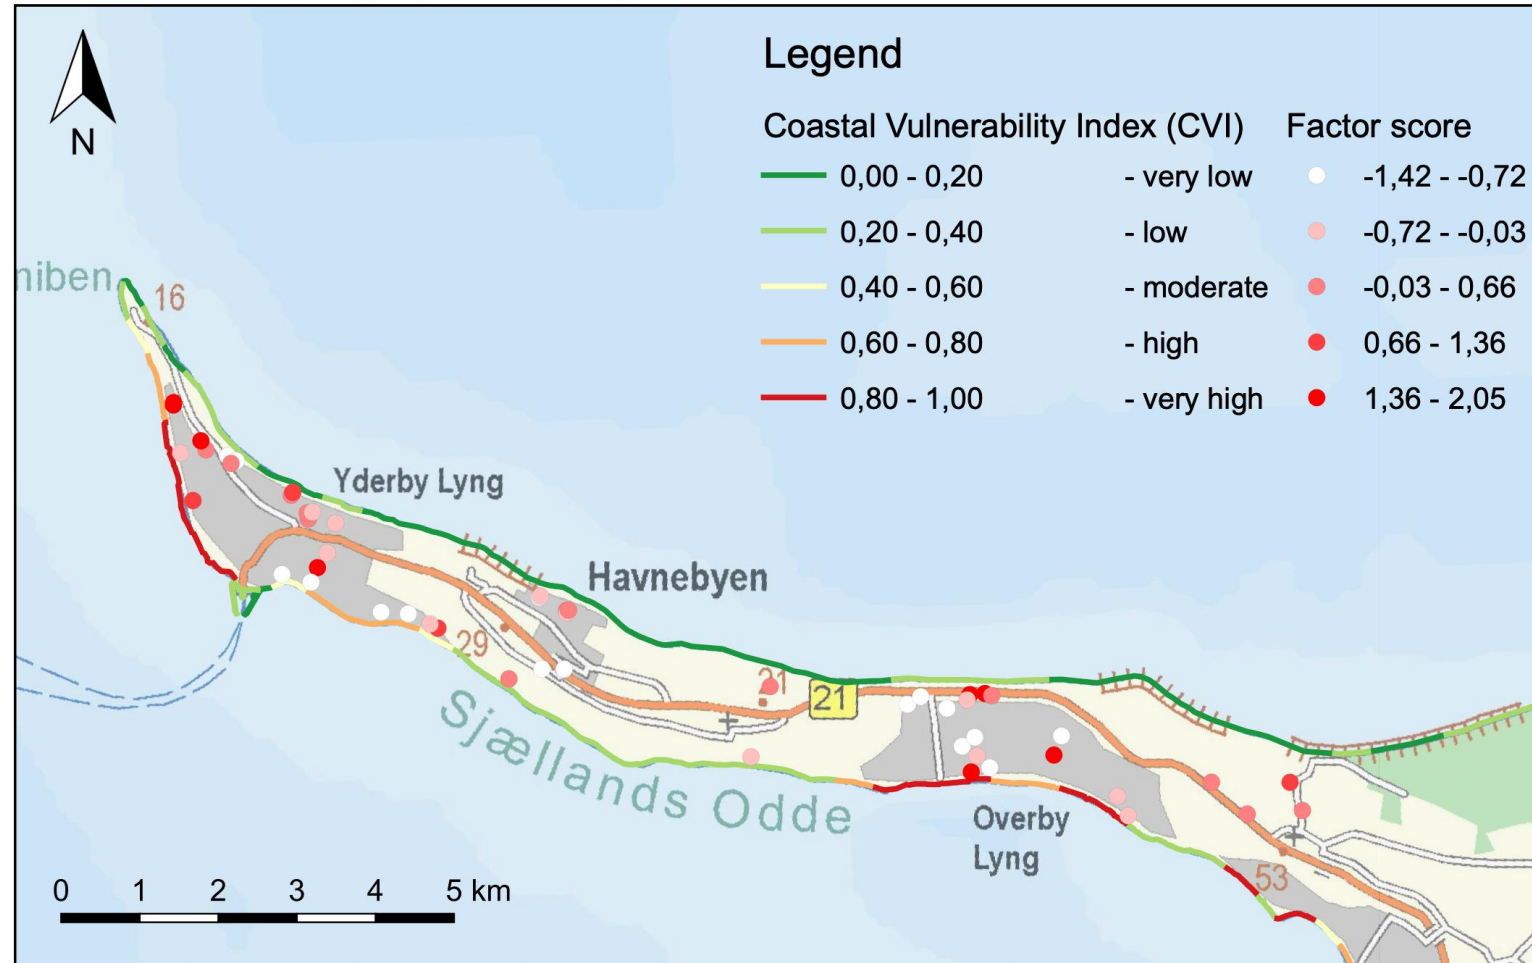 Legend
Coastal Vulnerability Index (CVI) Factor score
0,00 - 0,20 - very low -1,42 - -0,72
0,20 - 0,40 - low -0,72 - -0,03
0,40 - 0,60 - moderate -0,03 - 0,66
0,60 - 0,80 - high 0,66 - 1,36
0,80 - 1,00 - very high 1,36 - 2,05
N
niben
16
Yderby Lyng
Havnebyen
29
21
21
Sjællands Odde
Overby
Lyng
53
0 1 2 3 4 5 km